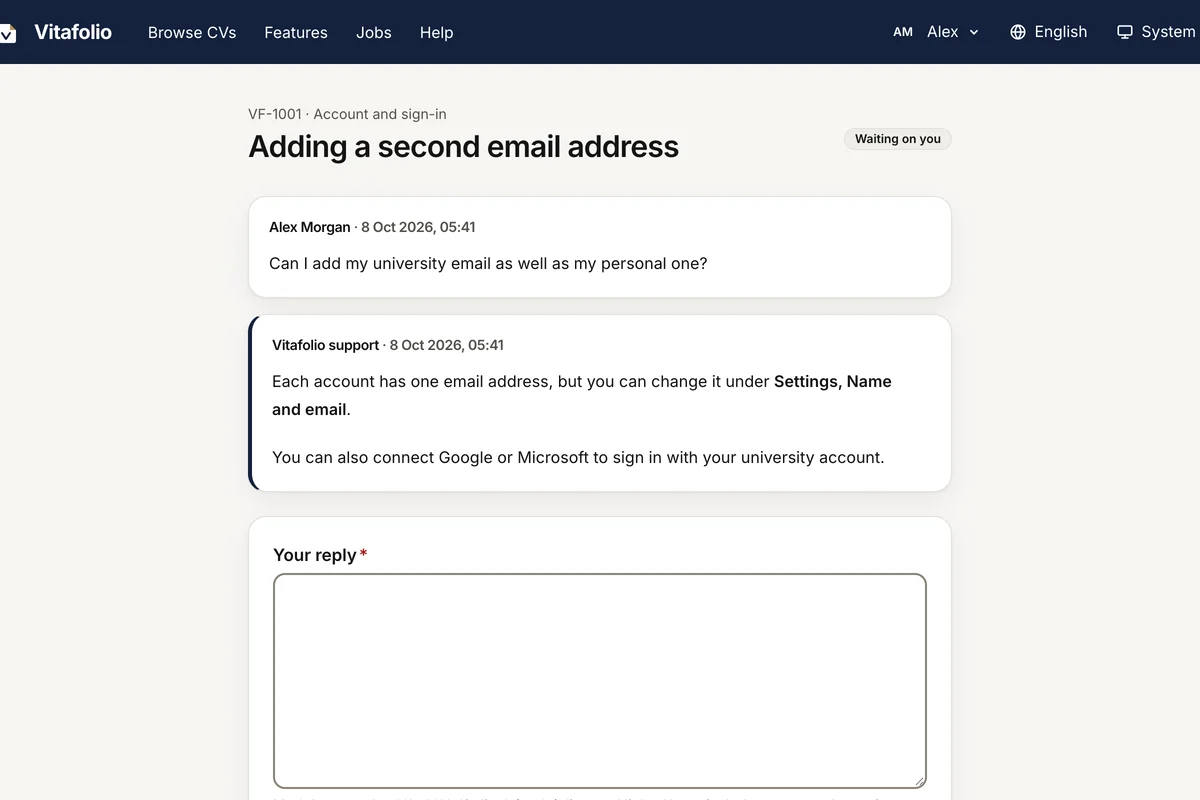 Vitafolio Browse CVs Features Jobs Help AM Alex English System
VF-1001 · Account and sign-in
Adding a second email address
Waiting on you
Alex Morgan · 8 Oct 2026, 05:41
Can I add my university email as well as my personal one?
Vitafolio support · 8 Oct 2026, 05:41
Each account has one email address, but you can change it under Settings, Name
and email.
You can also connect Google or Microsoft to sign in with your university account.
Your reply*